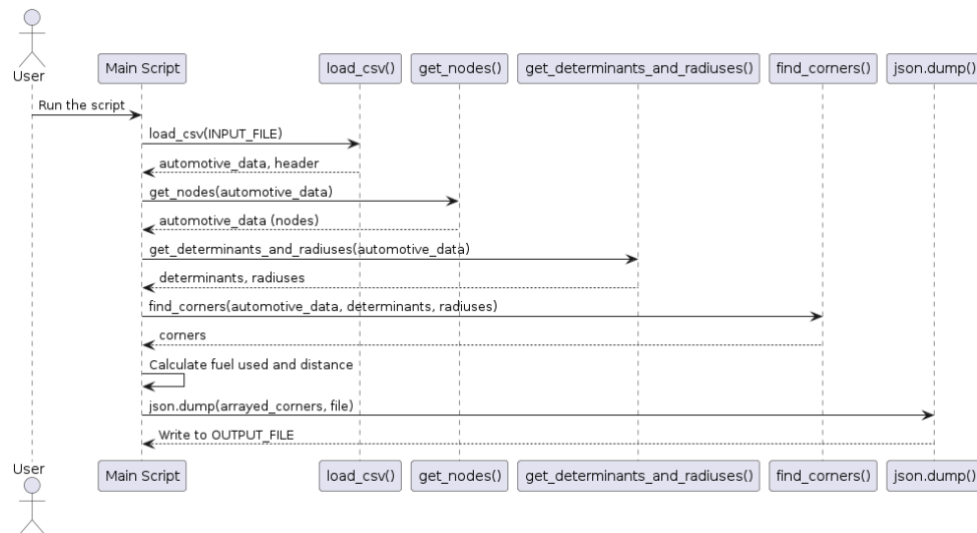 User
Main Script
load_csv()
get_nodes()
get_determinants_and_radiuses()
find_corners()
json.dump()
Run the script
load_csv(INPUT_FILE)
automotive_data, header
get_nodes(automotive_data)
automotive_data (nodes)
get_determinants_and_radiuses(automotive_data)
determinants, radiuses
find_corners(automotive_data, determinants, radiuses)
corners
Calculate fuel used and distance
json.dump(arrayed_corners, file)
Write to OUTPUT_FILE
User
Main Script
load_csv()
get_nodes()
get_determinants_and_radiuses()
find_corners()
json.dump()